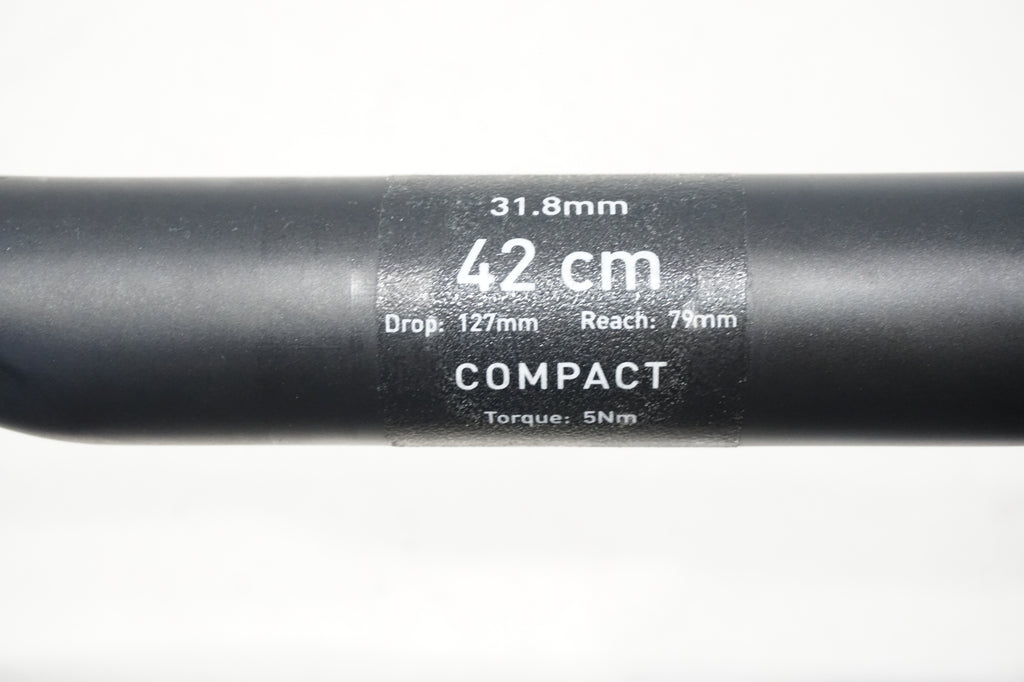 31.8mm
42 cm
Drop: 127mm Reach: 79mm
COMPACT
Torque: 5Nm